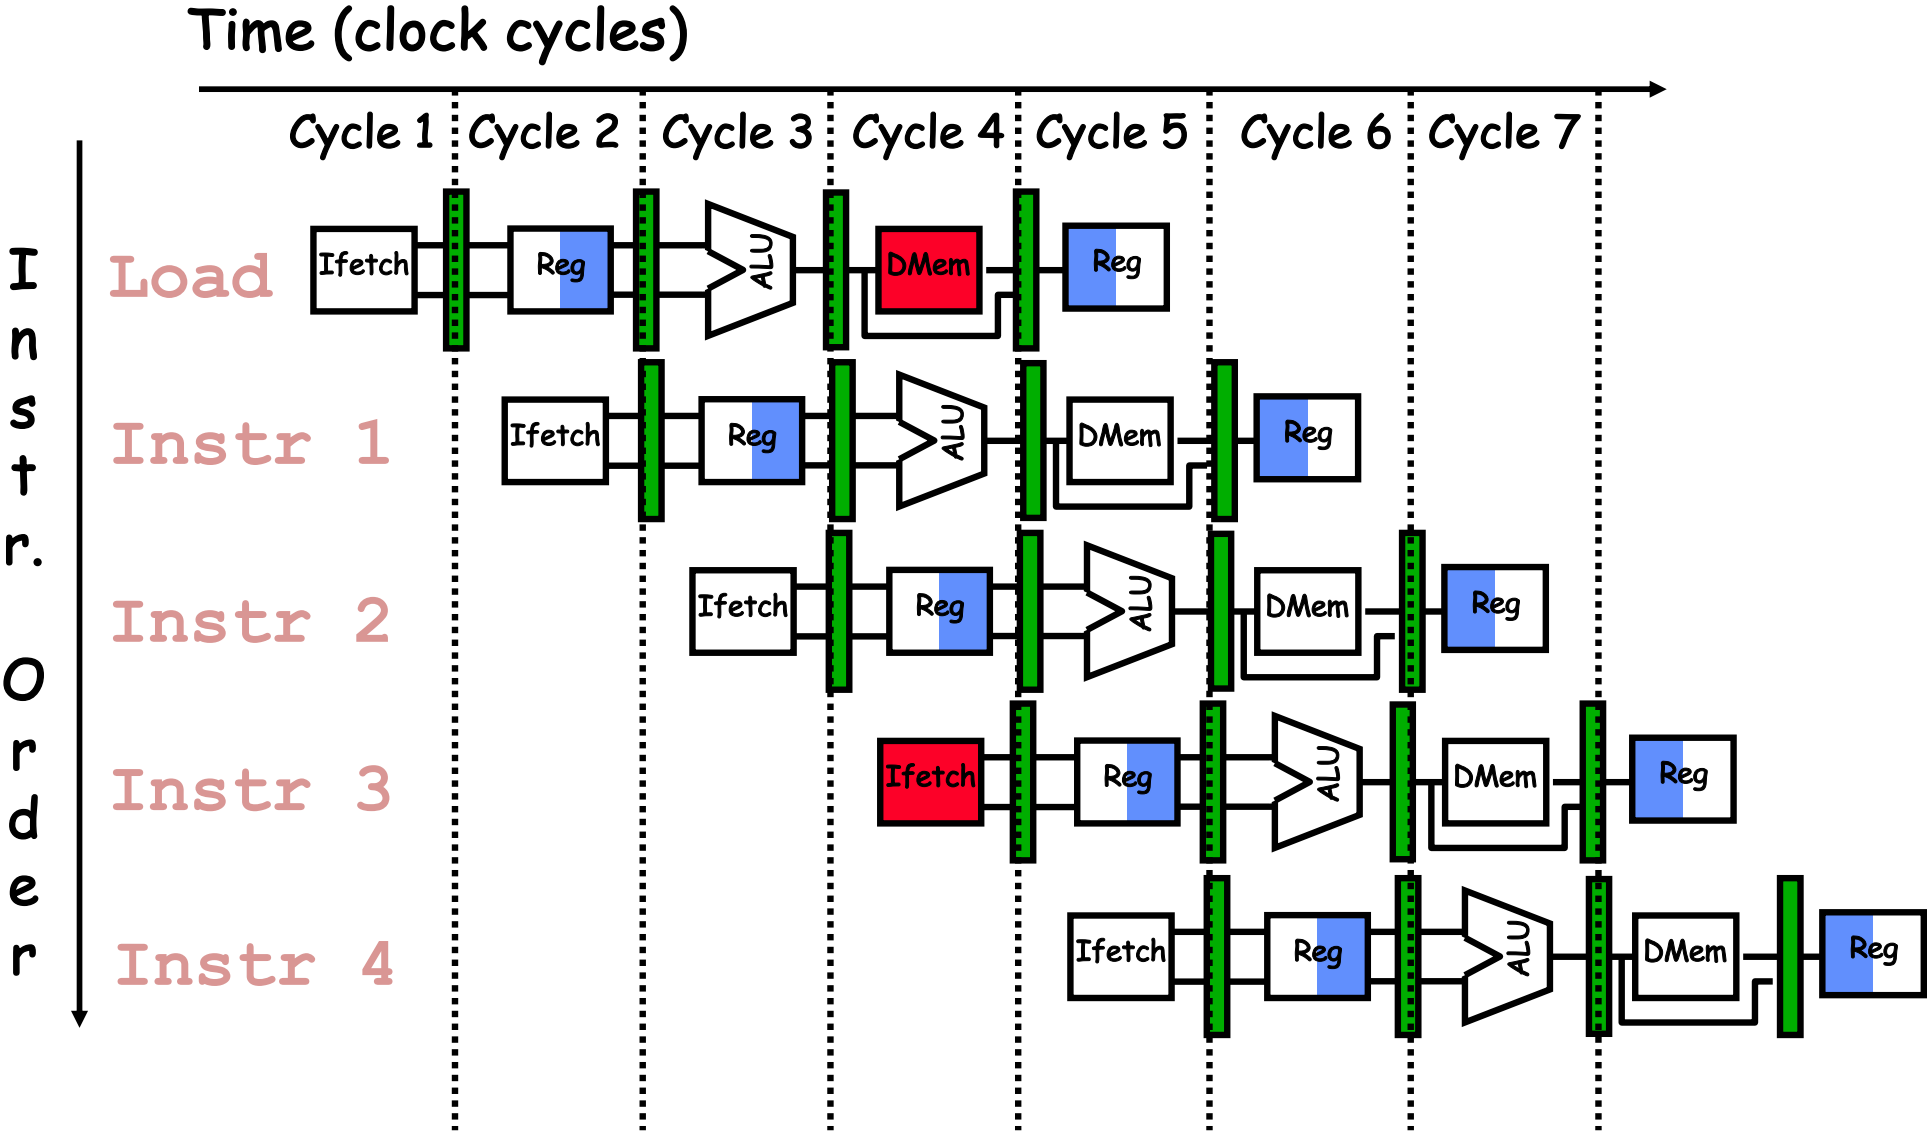 Time (clock cycles)
Cycle 1 Cycle 2 Cycle 3 Cycle 4 Cycle 5 Cycle 6 Cycle 7
Instr. Order
Load Ifetch Reg ALU DMem Reg
Instr 1 Ifetch Reg ALU DMem Reg
Instr 2 Ifetch Reg ALU DMem Reg
Instr 3 Ifetch Reg ALU DMem Reg
Instr 4 Ifetch Reg ALU DMem Reg